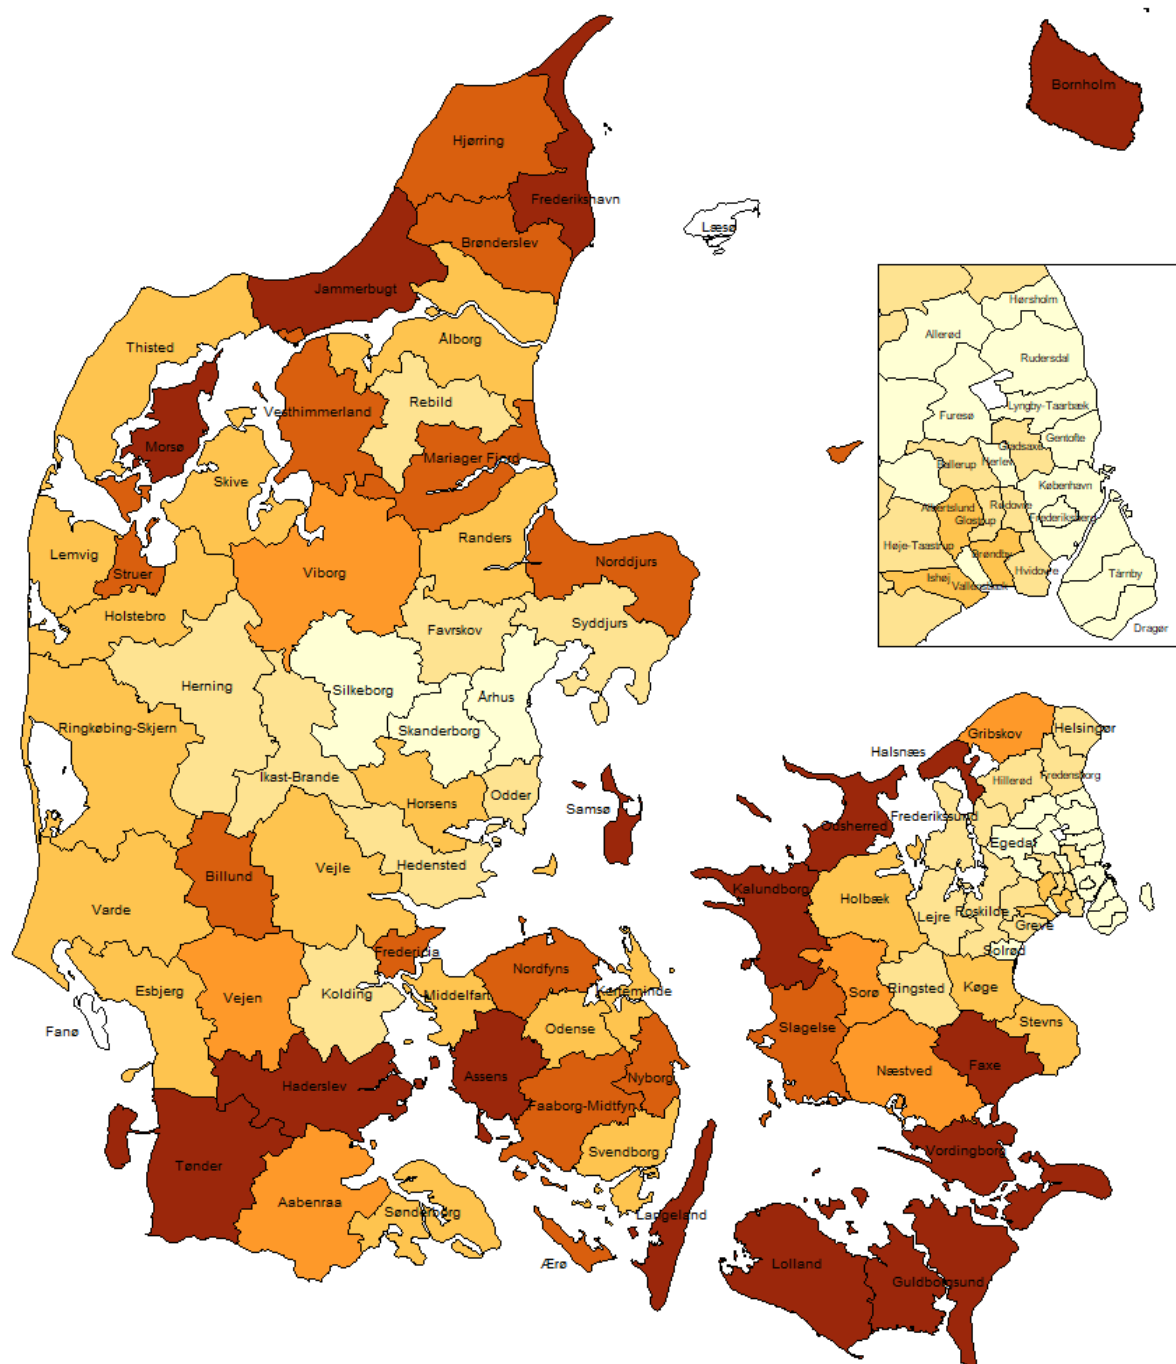 Bornholm
Hjørring
Frederikshavn
Læsø
Brønderslev
Jammerbugt
Hørsholm
Allerød
Ålborg
Thisted
Rudersdal
Rebild
Lyngby-Taarbæk
Vesthimmerland
Furesø
Gentofte
Gladsaxe
Morsø
Mariager Fjord
Ballerup
Herlev
Skive
København
Albertslund
Rødovre
Frederiksberg
Glostrup
Randers
Høje-Taastrup
Lemvig
Brøndby
Struer
Viborg
Norddjurs
Hvidovre
Ishøj
Tårnby
Vallensbæk
Holstebro
Favrskov
Syddjurs
Dragør
Herning
Silkeborg
Århus
Ringkøbing-Skjern
Skanderborg
Gribskov
Helsingør
Halsnæs
Ikast-Brande
Hillerød
Fredensborg
Odder
Horsens
Samsø
Frederikssund
Odsherred
Egedal
Vejle
Hedensted
Billund
Kalundborg
Holbæk
Varde
Lejre
Roskilde
Greve
Fredericia
Solrød
Nordfyns
Esbjerg
Vejen
Kolding
Middelfart
Kerteminde
Sorø
Ringsted
Køge
Fanø
Odense
Slagelse
Stevns
Haderslev
Assens
Nyborg
Næstved
Faxe
Faaborg-Midtfyn
Svendborg
Vordingborg
Tønder
Aabenraa
Sønderborg
Langeland
Ærø
Lolland
Guldborgsund